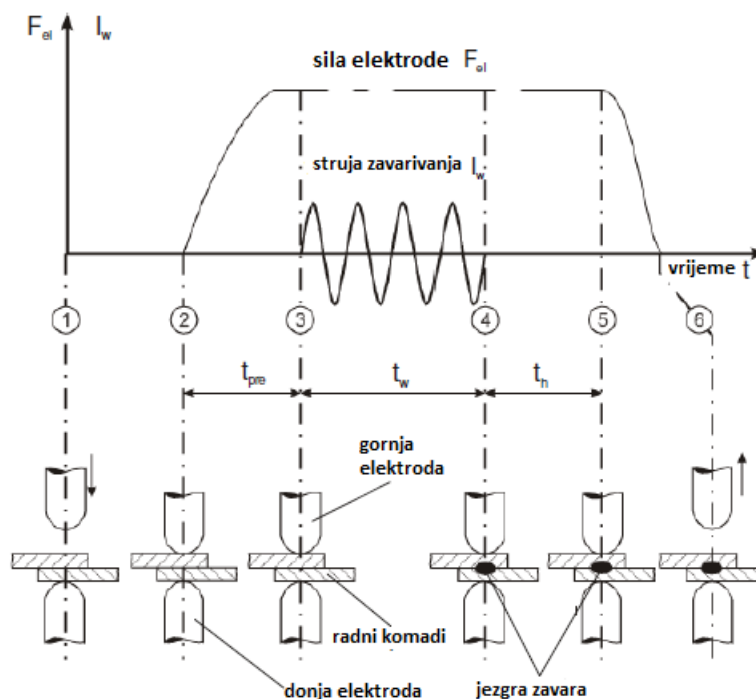 F_el I_w
sila elektrode F_el
struja zavarivanja I_w
vrijeme t
1 2 3 4 5 6
t_pre t_w t_h
gornja
elektroda
radni komadi
donja elektroda
jezgra zavara